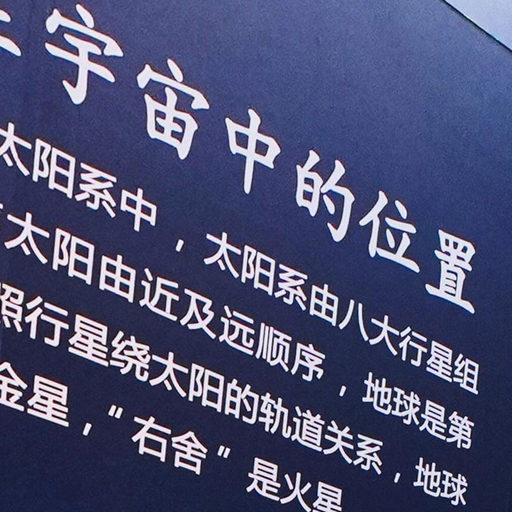 宇宙中的位置
太阳系中，太阳系由八大行星组
太阳由近及远顺序，地球是第
照行星绕太阳的轨道关系，地球
金星，“右舍”是火星